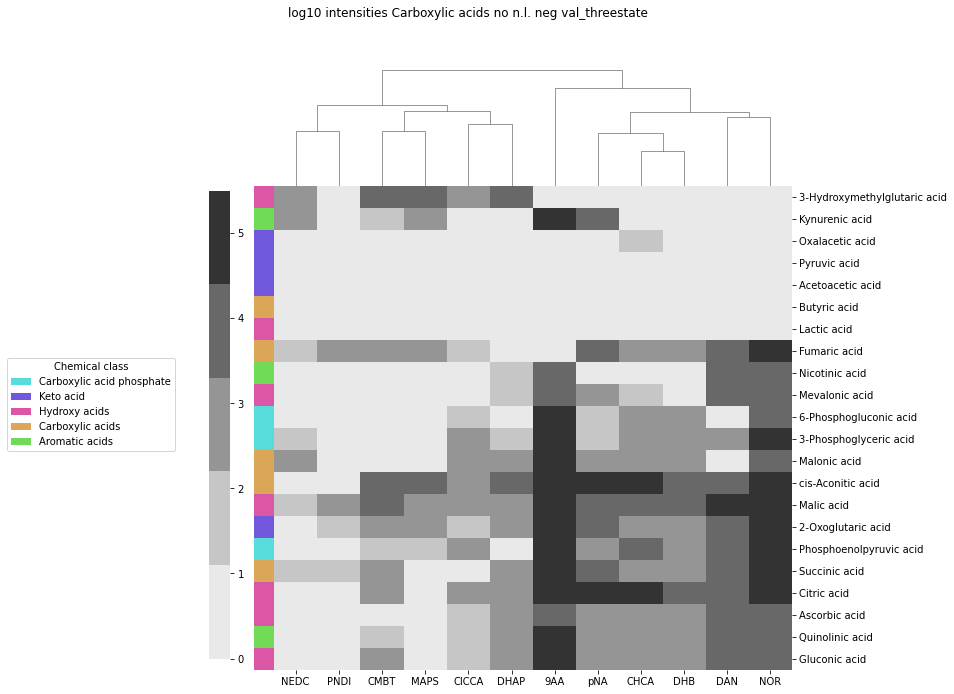 log10 intensities Carboxylic acids no n.l. neg val_threestate
3-Hydroxymethylglutaric acid
Kynurenic acid
Oxalacetic acid
Pyruvic acid
Acetoacetic acid
Butyric acid
Lactic acid
Fumaric acid
Nicotinic acid
Mevalonic acid
6-Phosphogluconic acid
3-Phosphoglyceric acid
Malonic acid
cis-Aconitic acid
Malic acid
2-Oxoglutaric acid
Phosphoenolpyruvic acid
Succinic acid
Citric acid
Ascorbic acid
Quinolinic acid
Gluconic acid
5
4
3
2
1
0
Chemical class
Carboxylic acid phosphate
Keto acid
Hydroxy acids
Carboxylic acids
Aromatic acids
NEDC PNDI CMBT MAPS CICCA DHAP 9AA pNA CHCA DHB DAN NOR